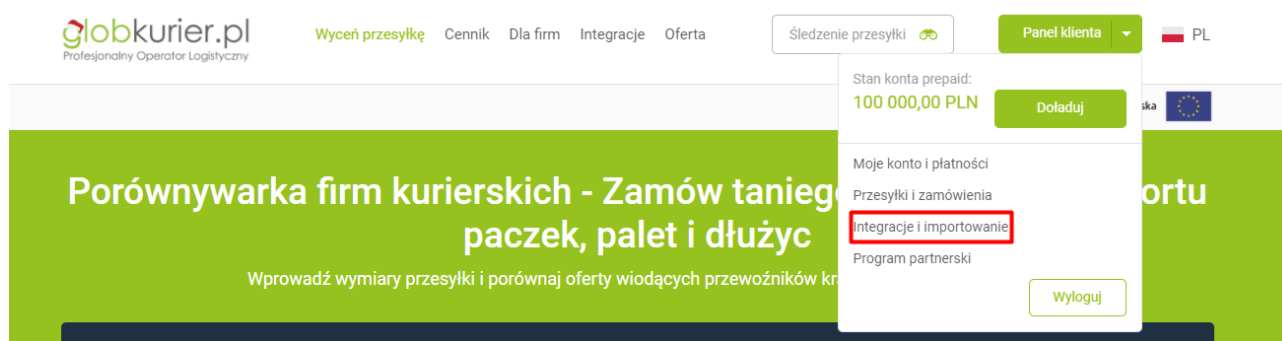 globkurier.pl
Profesjonalny Operator Logistyczny
Wyceń przesyłkę Cennik Dla firm Integracje Oferta
Śledzenie przesyłki
Panel klienta
PL
Stan konta prepaid:
100 000,00 PLN
Doładuj
ska
Moje konto i płatności
Przesyłki i zamówienia
Integracje i importowanie
Program partnerski
Wyloguj
Porównywarka firm kurierskich - Zamów taniego ortu
paczek, palet i dłużyc
Wprowadź wymiary przesyłki i porównaj oferty wiodących przewoźników